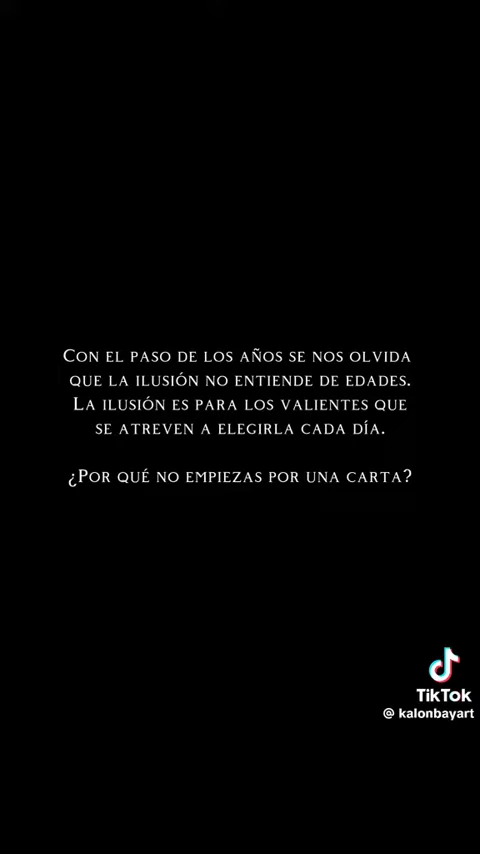 Con el paso de los años se nos olvida
que la ilusión no entiende de edades.
La ilusión es para los valientes que
se atreven a elegirla cada día.
¿Por qué no empiezas por una carta?
TikTok
@ kalonbayart